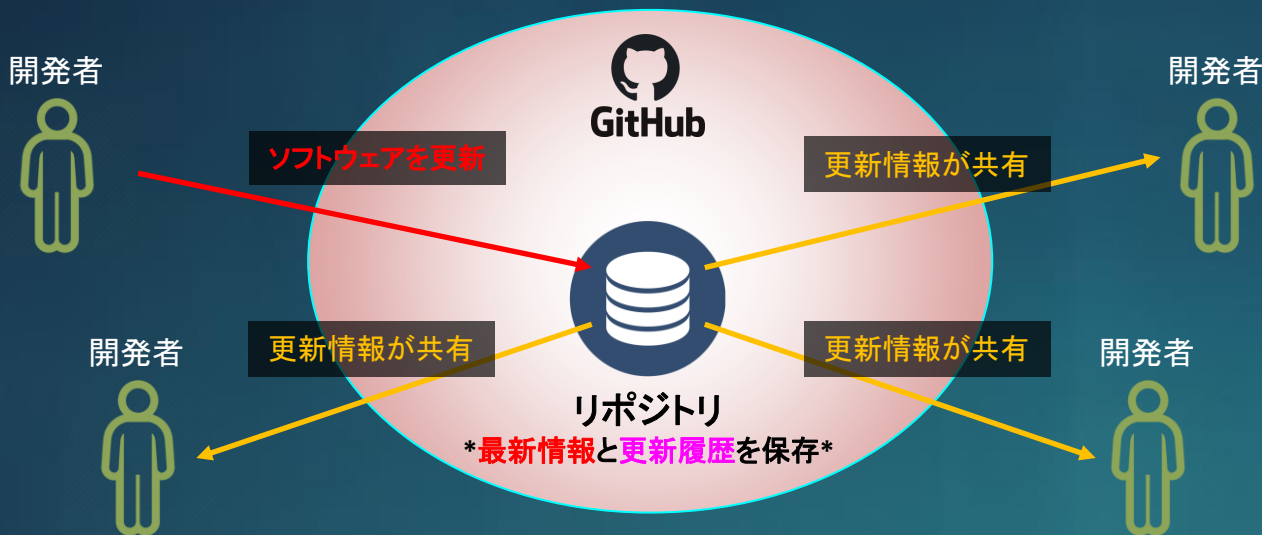 開発者
開発者
GitHub
ソフトウェアを更新
更新情報が共有
開発者
更新情報が共有
更新情報が共有
開発者
リポジトリ
*最新情報と更新履歴を保存*